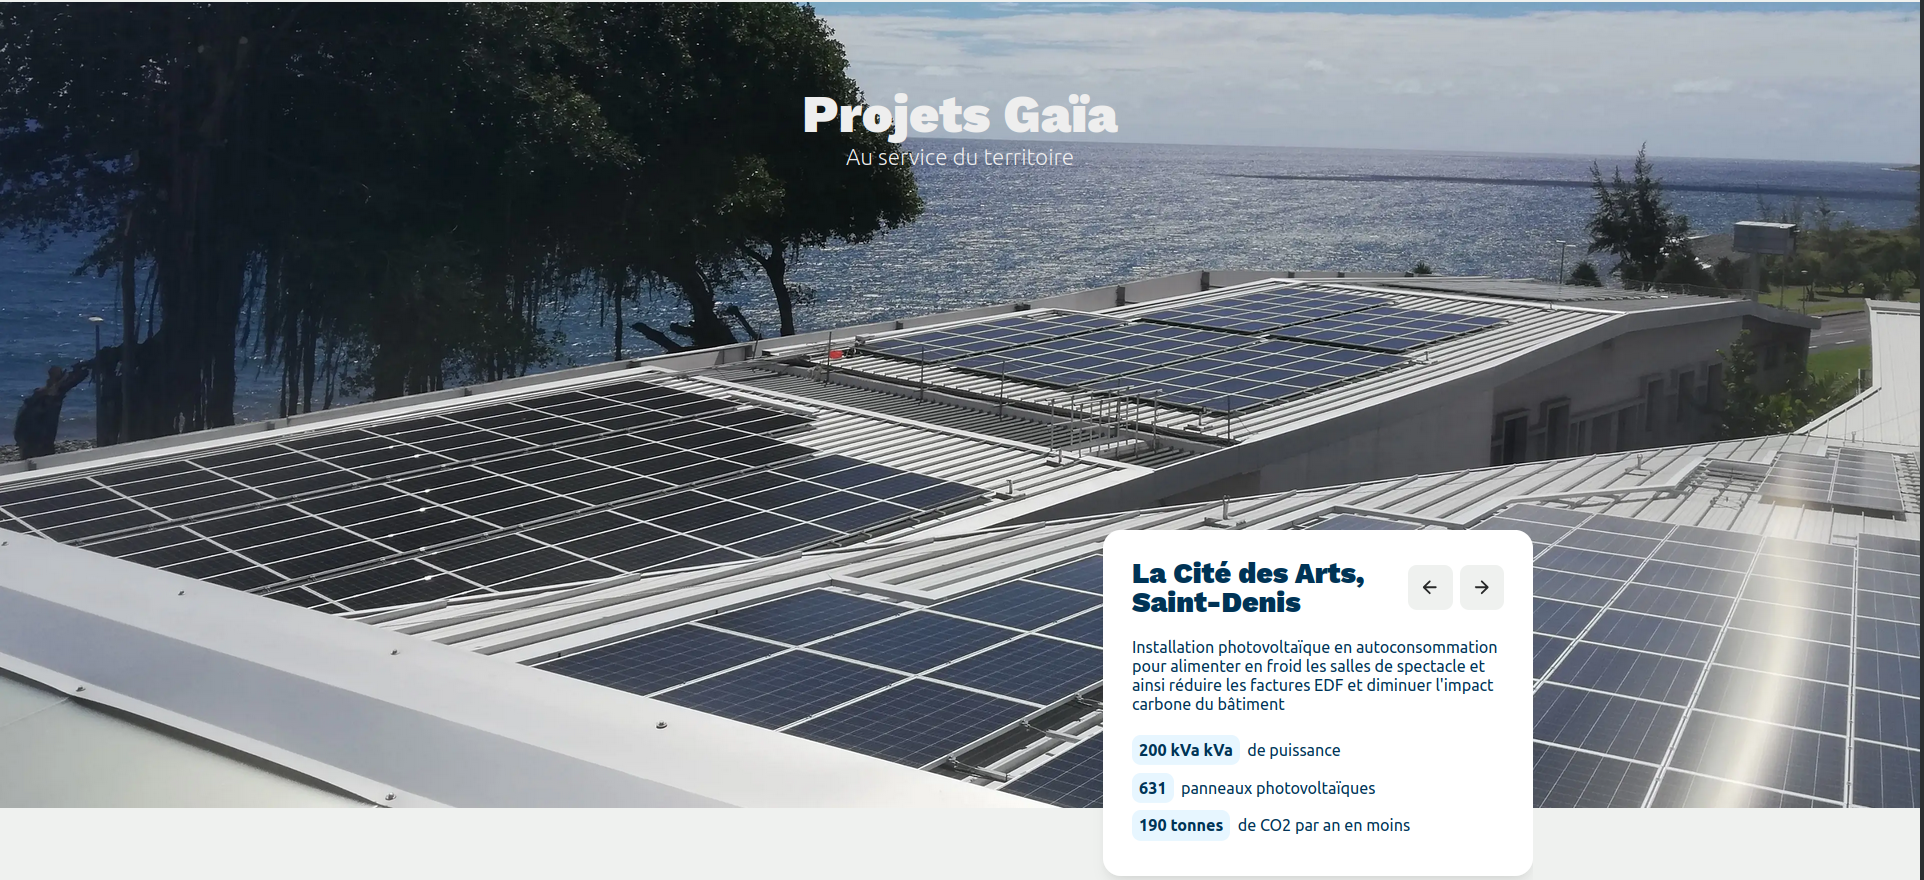 Projets Gaïa
Au service du territoire
La Cité des Arts,
Saint-Denis
Installation photovoltaïque en autoconsommation
pour alimenter en froid les salles de spectacle et
ainsi réduire les factures EDF et diminuer l'impact
carbone du bâtiment
200 kVa kVa de puissance
631 panneaux photovoltaïques
190 tonnes de CO2 par an en moins